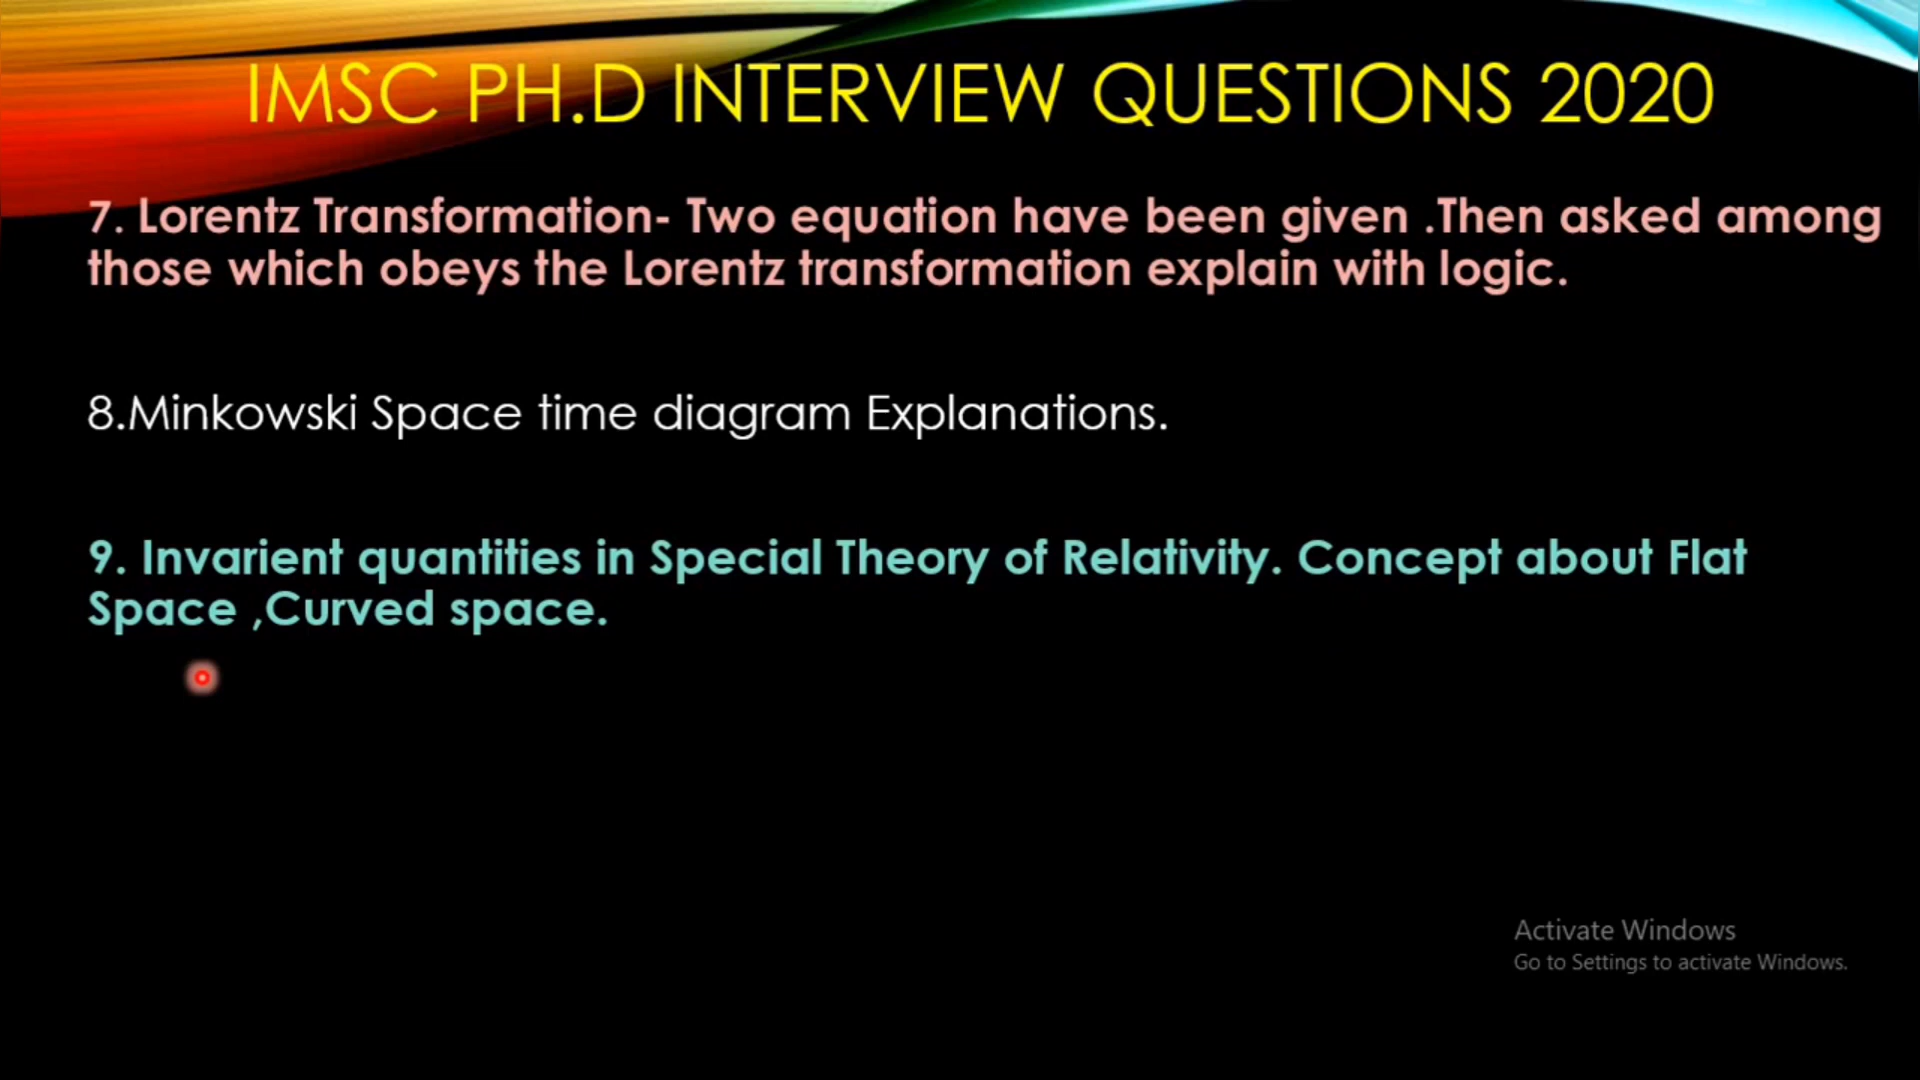 IMSC PH.D INTERVIEW QUESTIONS 2020
7. Lorentz Transformation- Two equation have been given .Then asked among
those which obeys the Lorentz transformation explain with logic.
8.Minkowski Space time diagram Explanations.
9. Invarient quantities in Special Theory of Relativity. Concept about Flat
Space ,Curved space.
Activate Windows
Go to Settings to activate Windows.